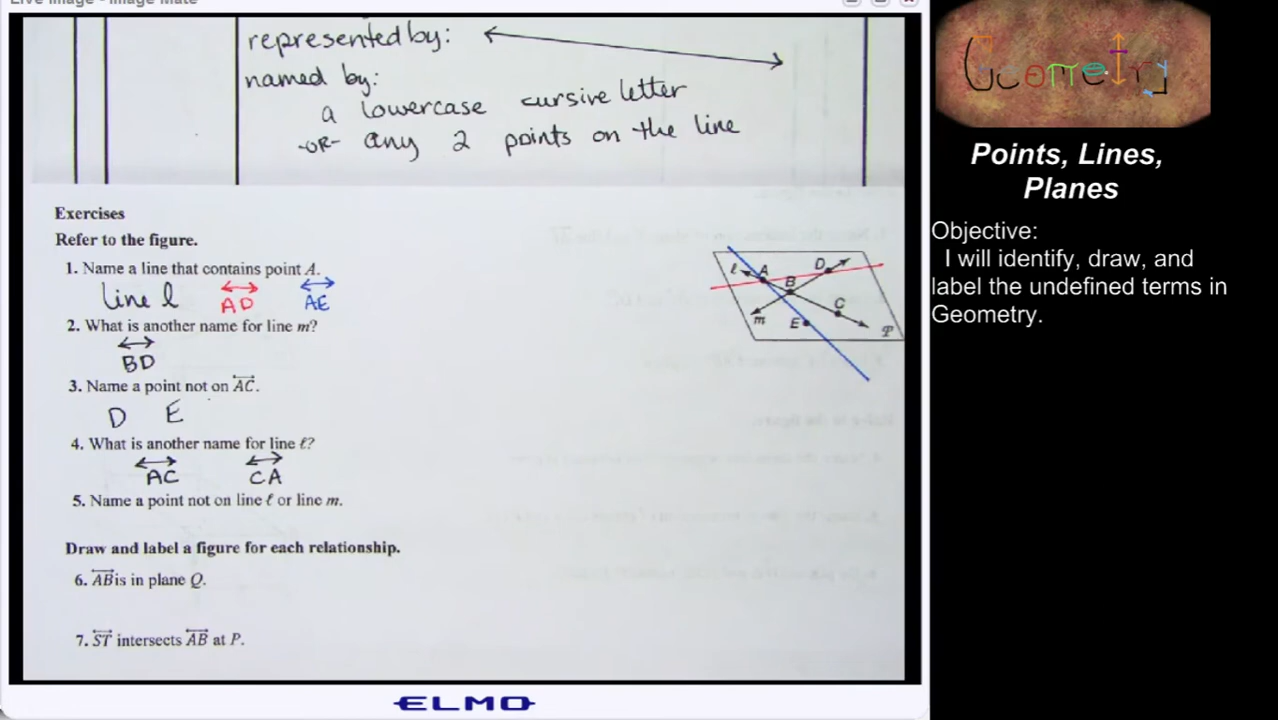 Live Image - Image Mate
represented by:
named by:
a lowercase cursive letter
-OR- any 2 points on the line
Exercises
Refer to the figure.
1. Name a line that contains point A.
line l AD AE
2. What is another name for line m?
BD
3. Name a point not on AC.
D E
4. What is another name for line ℓ?
AC CA
5. Name a point not on line ℓ or line m.
Draw and label a figure for each relationship.
6. AB is in plane Q.
7. ST intersects AB at P.
ℓ A B D
m E C P
ELMO
Geometry
Points, Lines,
Planes
Objective:
I will identify, draw, and
label the undefined terms in
Geometry.